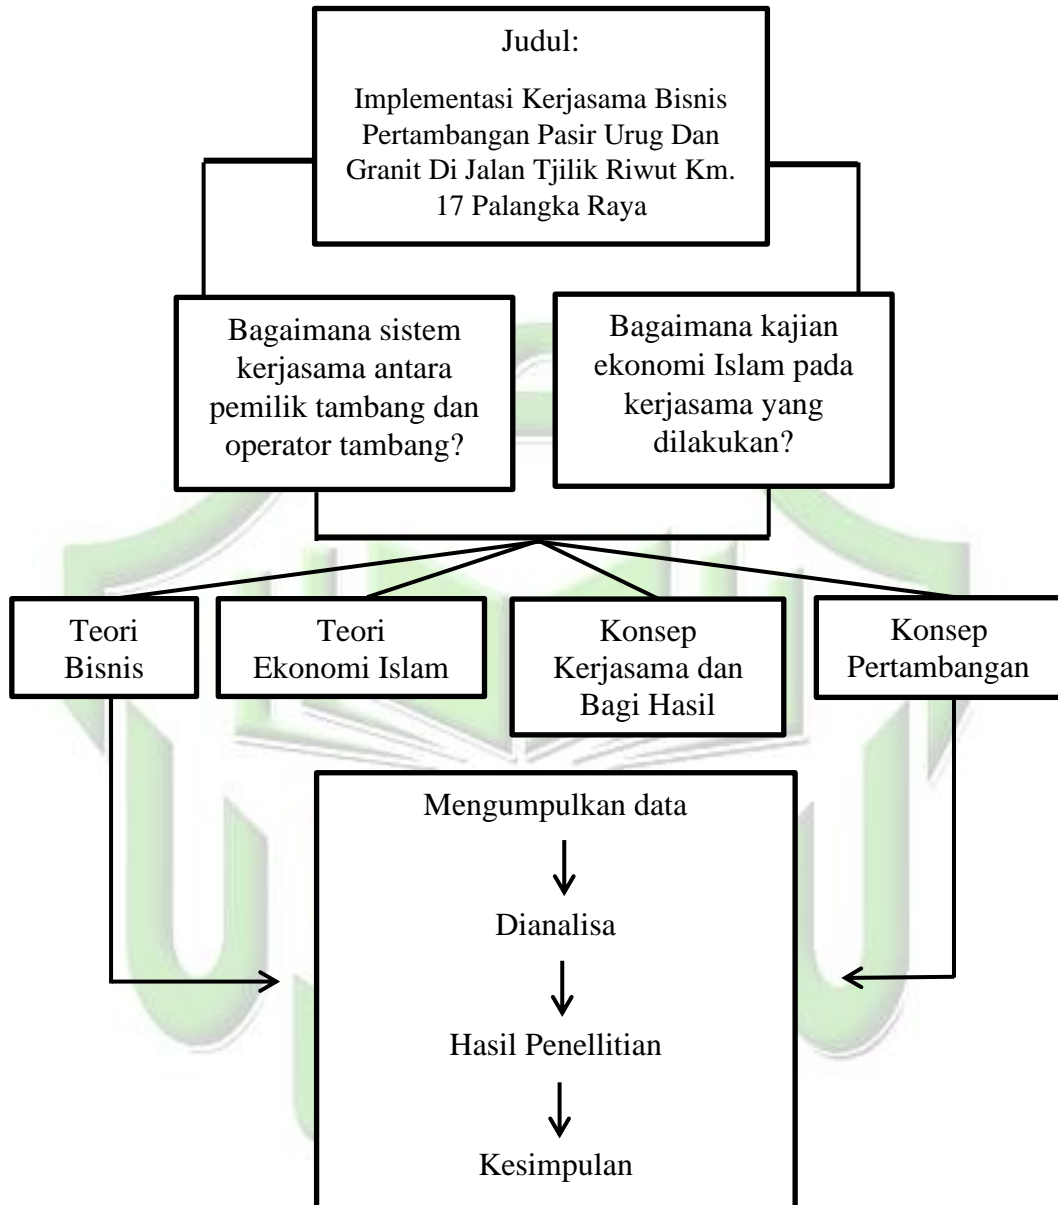 Judul:
Implementasi Kerjasama Bisnis
Pertambangan Pasir Urug Dan
Granit Di Jalan Tjilik Riwut Km.
17 Palangka Raya
Bagaimana sistem
kerjasama antara
pemilik tambang dan
operator tambang?
Bagaimana kajian
ekonomi Islam pada
kerjasama yang
dilakukan?
Teori
Bisnis
Teori
Ekonomi Islam
Konsep
Kerjasama dan
Bagi Hasil
Konsep
Pertambangan
Mengumpulkan data
Dianalisa
Hasil Penellitian
Kesimpulan